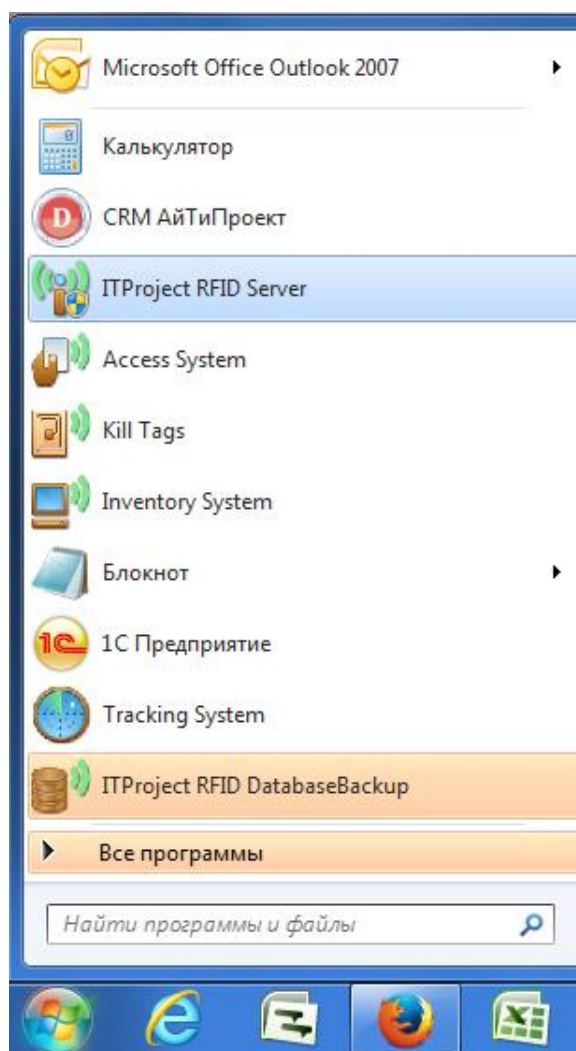 Microsoft Office Outlook 2007
Калькулятор
D
CRM АйТиПроект
ITProject RFID Server
Access System
Kill Tags
Inventory System
Блокнот
1С
1С Предприятие
Tracking System
ITProject RFID DatabaseBackup
Все программы
Найти программы и файлы